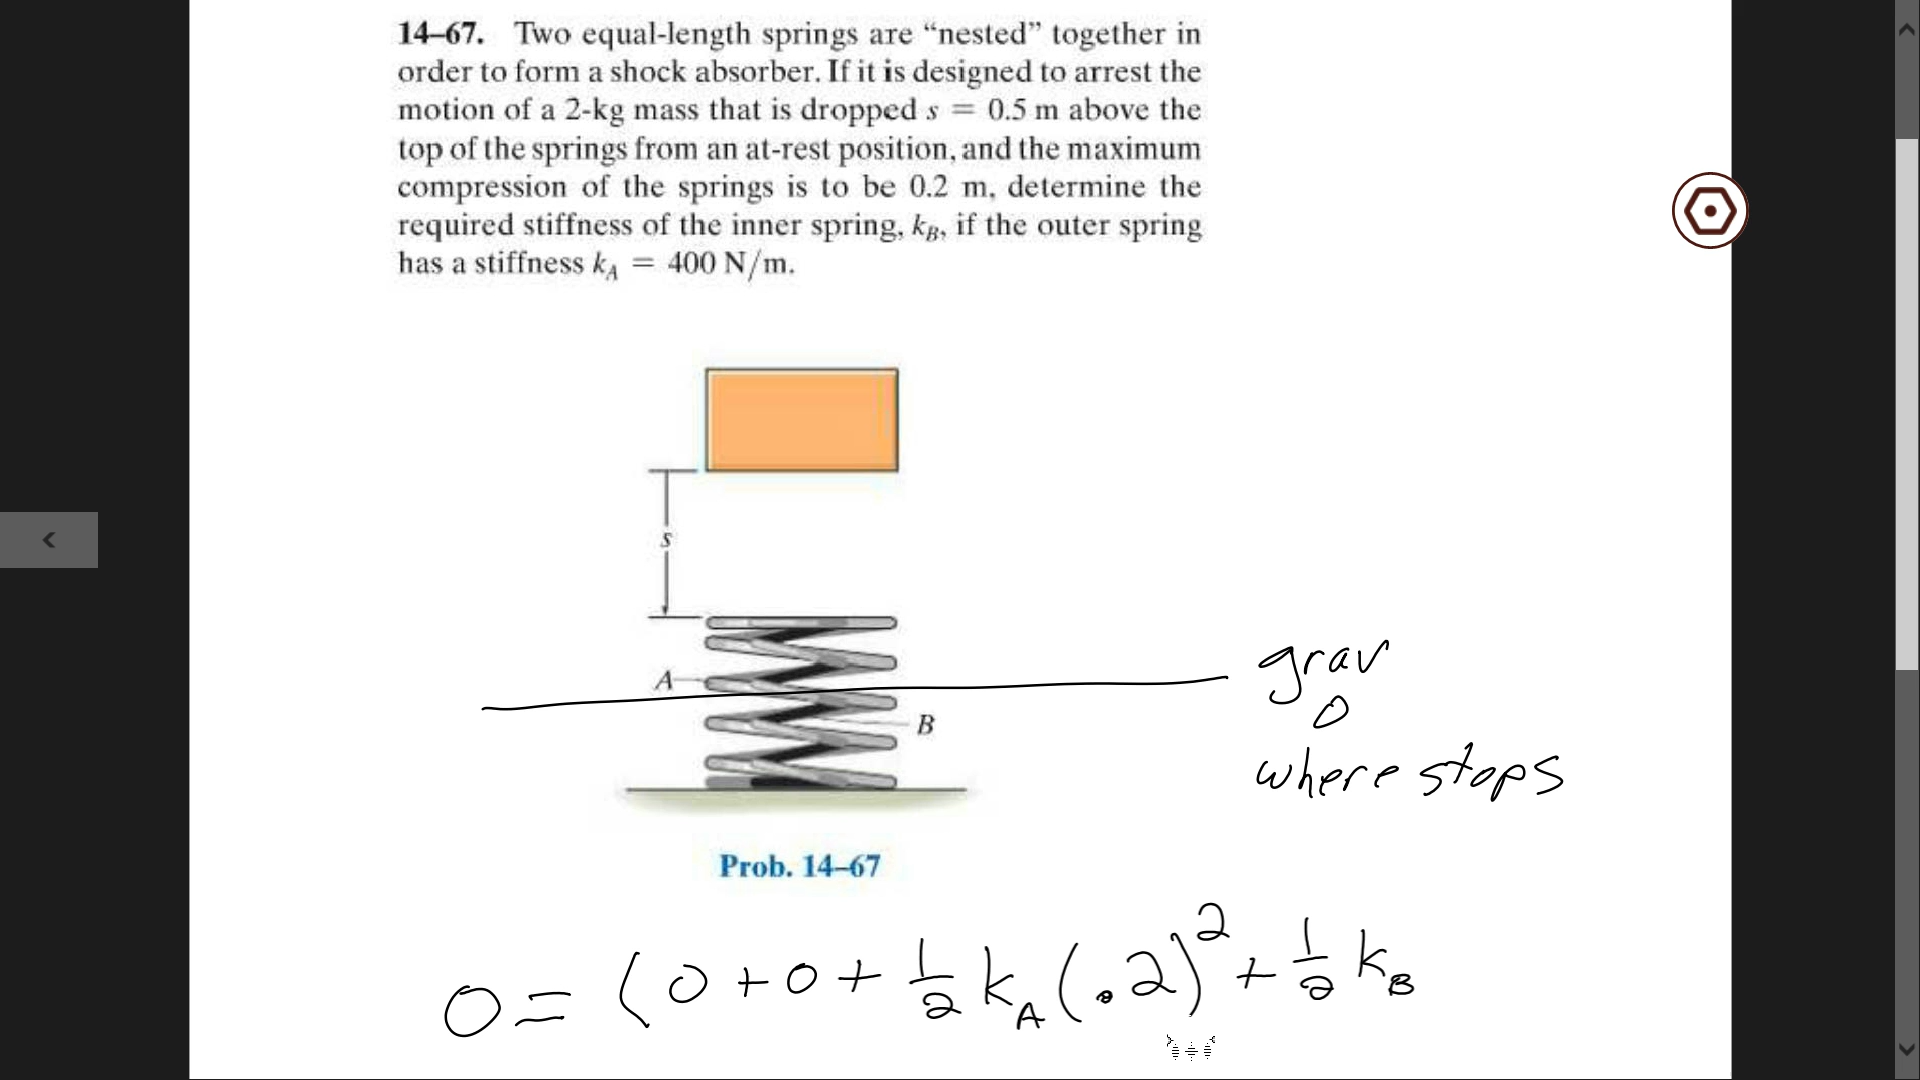 14–67. Two equal-length springs are “nested” together in
order to form a shock absorber. If it is designed to arrest the
motion of a 2-kg mass that is dropped s = 0.5 m above the
top of the springs from an at-rest position, and the maximum
compression of the springs is to be 0.2 m, determine the
required stiffness of the inner spring, k_B, if the outer spring
has a stiffness k_A = 400 N/m.
s
A
B
grav
0
where stops
Prob. 14–67
0 = (0 + 0 + 1/2 k_A (.2)^2 + 1/2 k_B